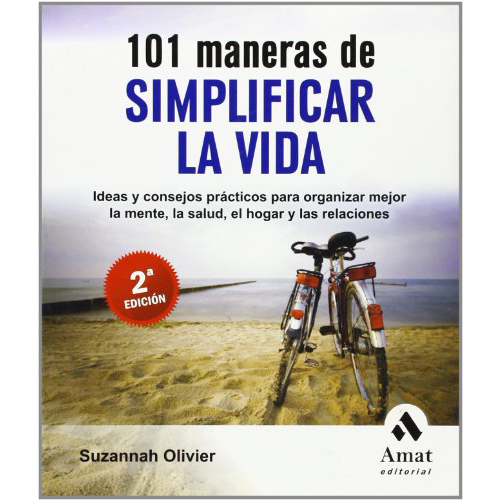 101 maneras de
SIMPLIFICAR
LA VIDA
Ideas y consejos prácticos para organizar mejor
la mente, la salud, el hogar y las relaciones
2ª
EDICIÓN
Suzannah Olivier
Amat
editorial